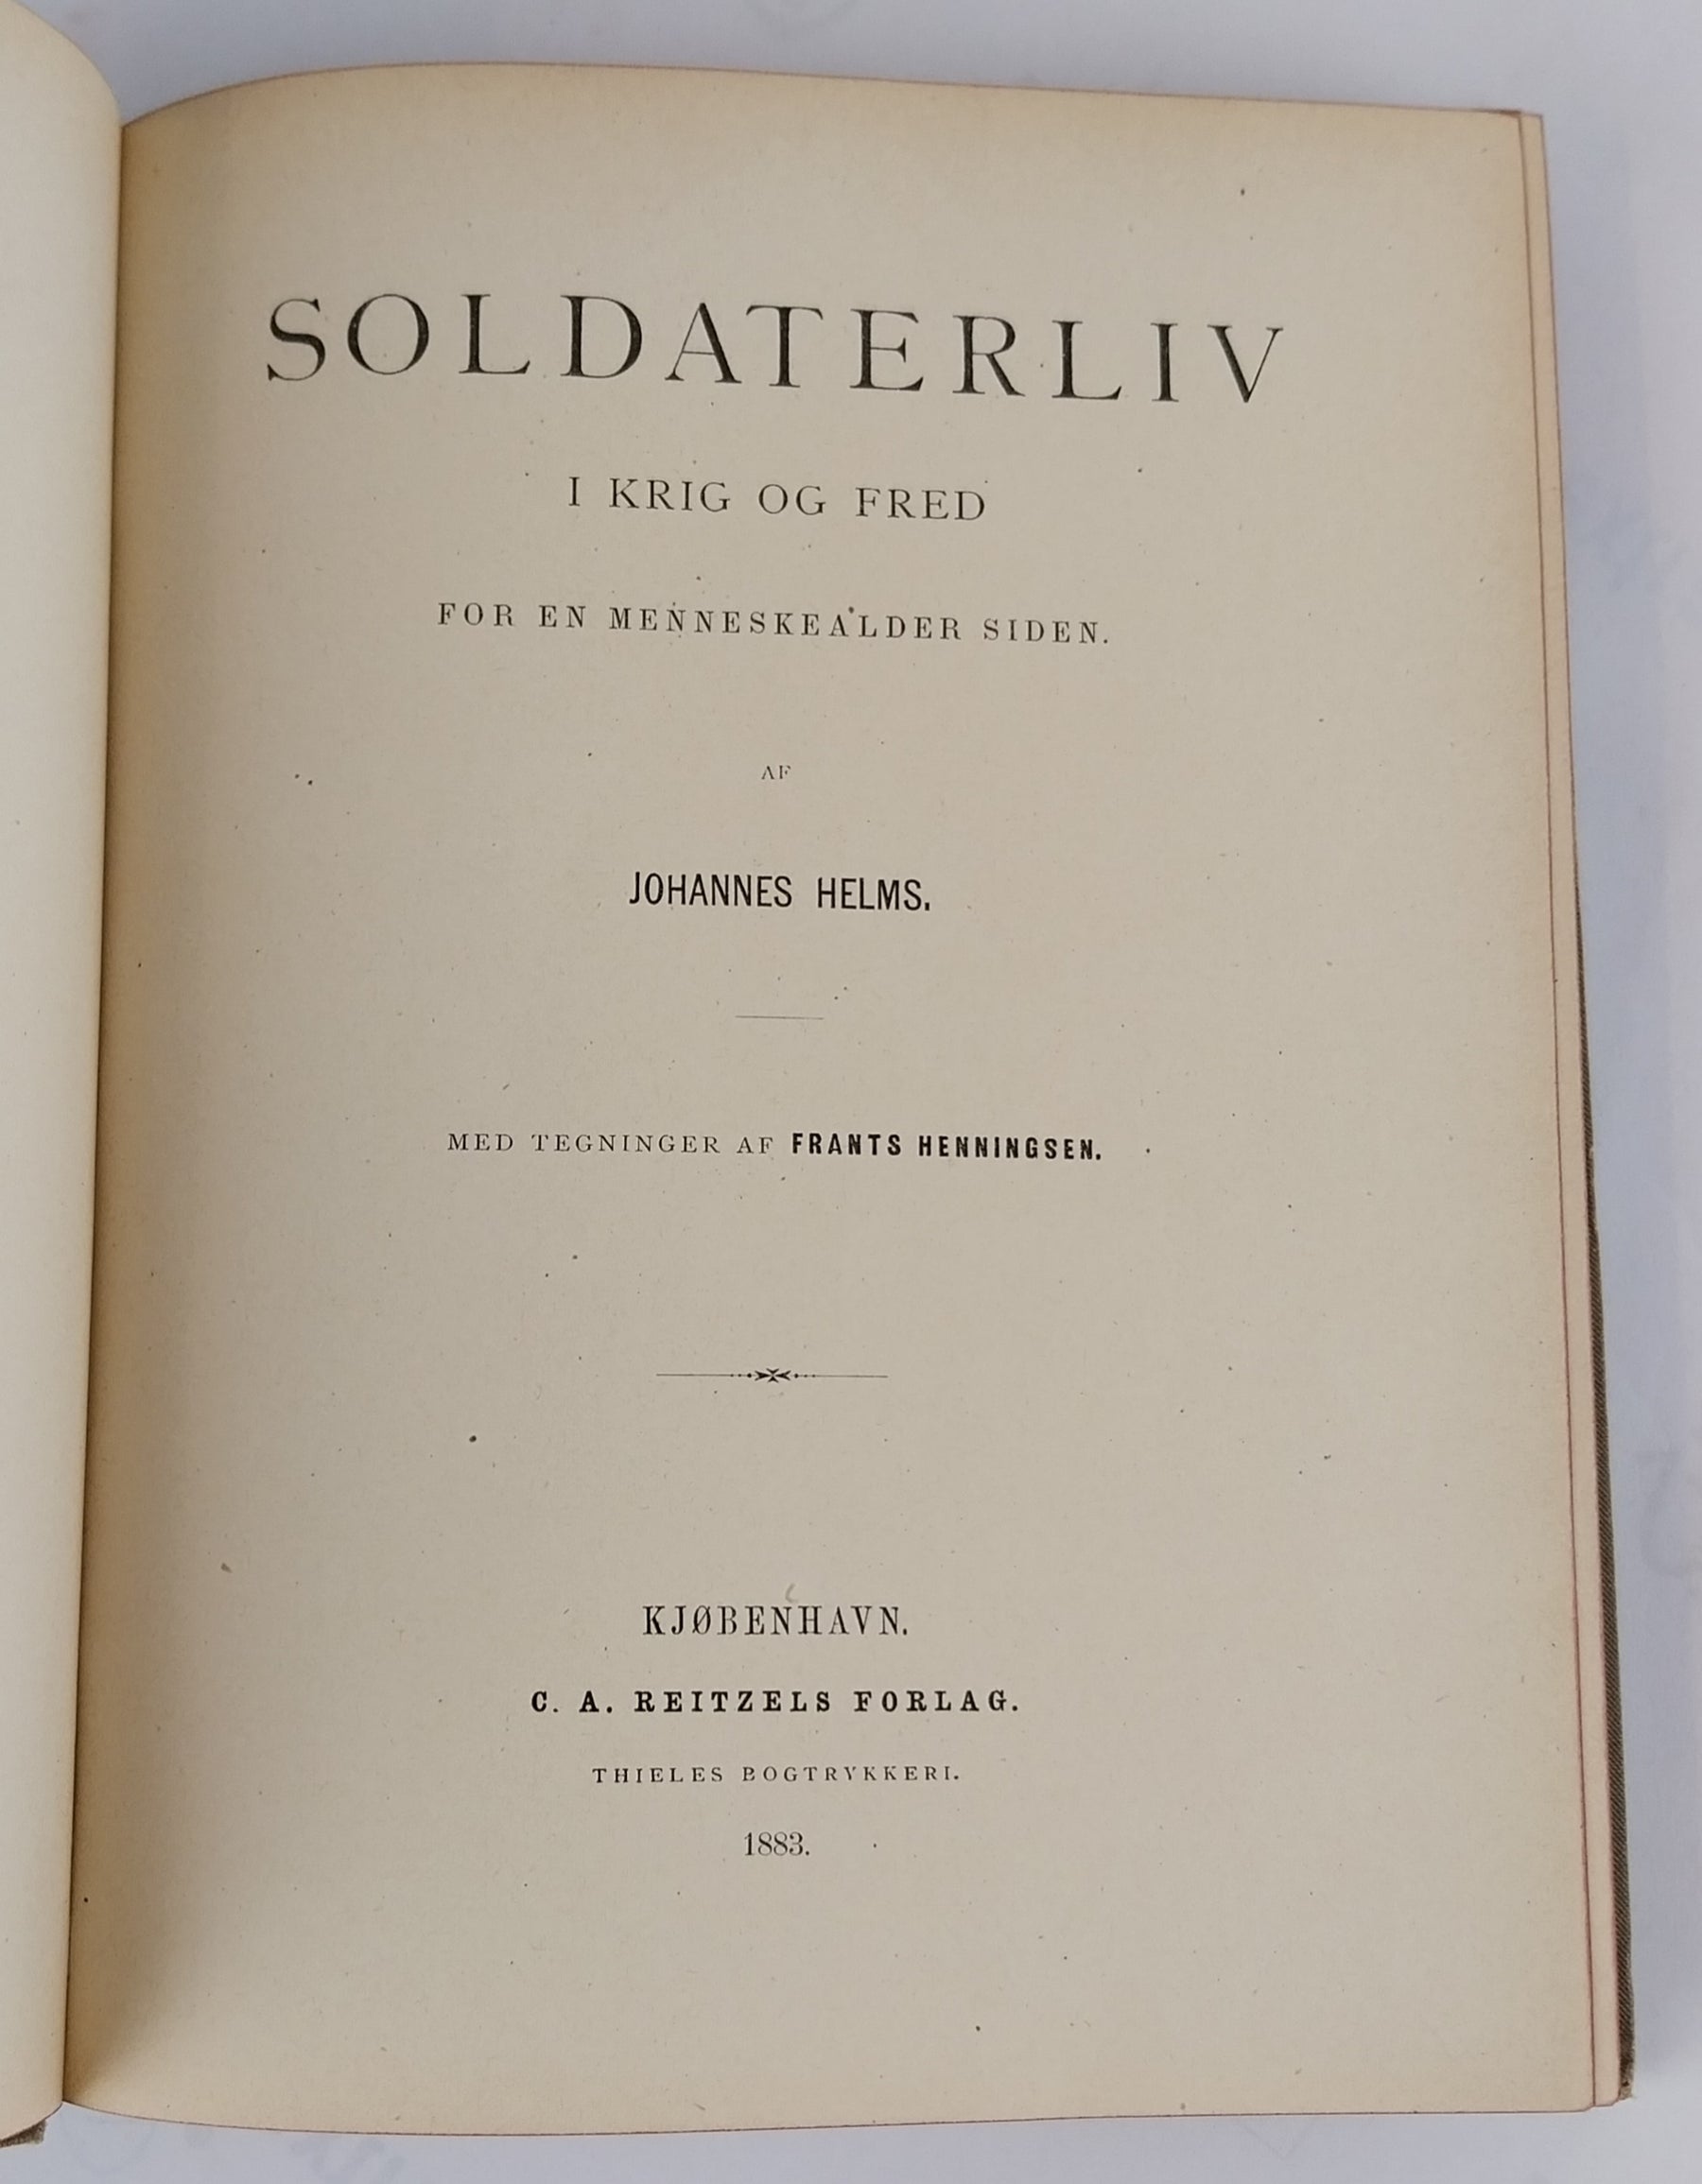 SOLDATERLIV
I KRIG OG FRED
FOR EN MENNESKEALDER SIDEN.
AF
JOHANNES HELMS.
MED TEGNINGER AF FRANTS HENNINGSEN.
KJØBENHAVN.
C. A. REITZELS FORLAG.
THIELES BOGTRYKKERI.
1883.